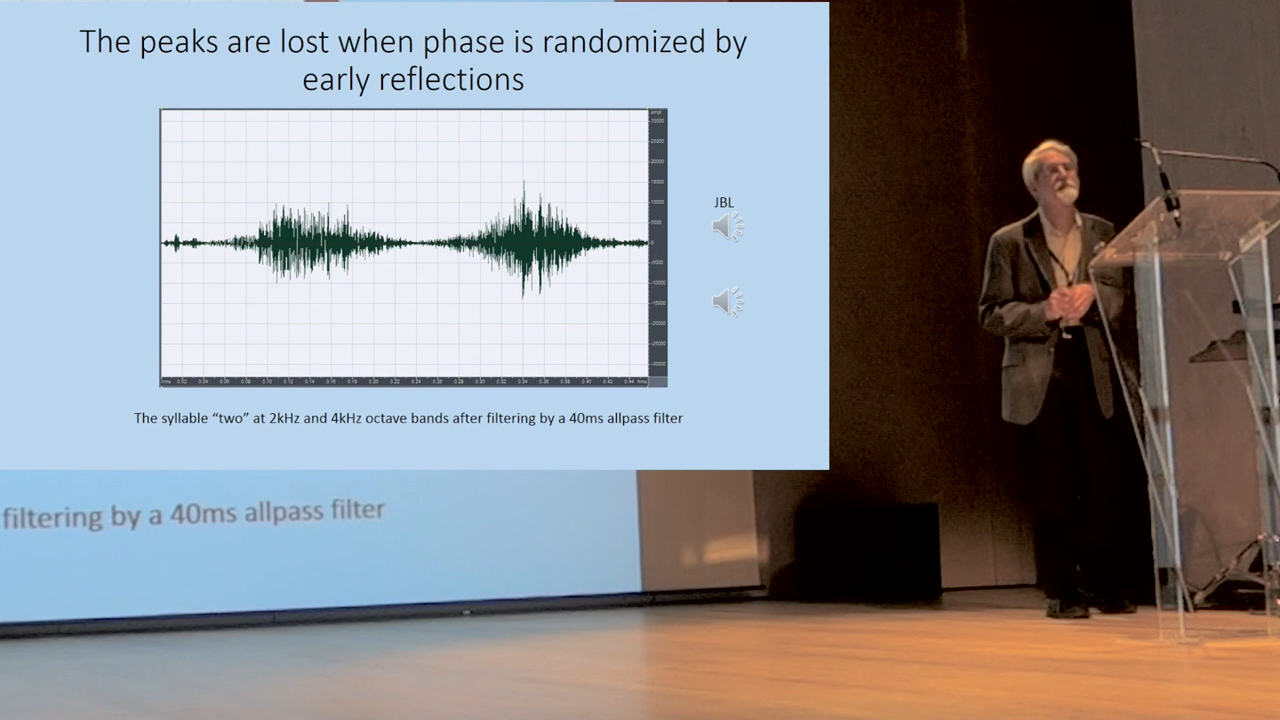 The peaks are lost when phase is randomized by
early reflections
JBL
The syllable “two” at 2kHz and 4kHz octave bands after filtering by a 40ms allpass filter
filtering by a 40ms allpass filter